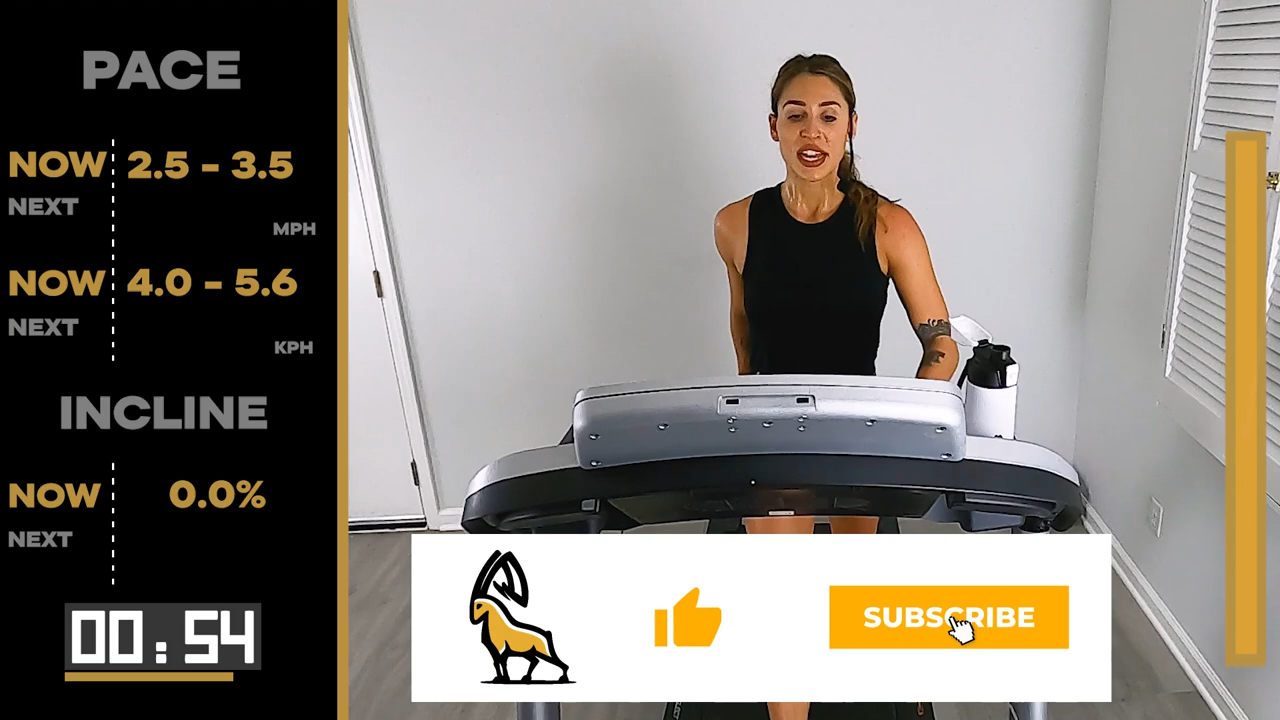 PACE
NOW 2.5 - 3.5
NEXT
MPH
NOW 4.0 - 5.6
NEXT
KPH
INCLINE
NOW 0.0%
NEXT
00:54
SUBSCRIBE